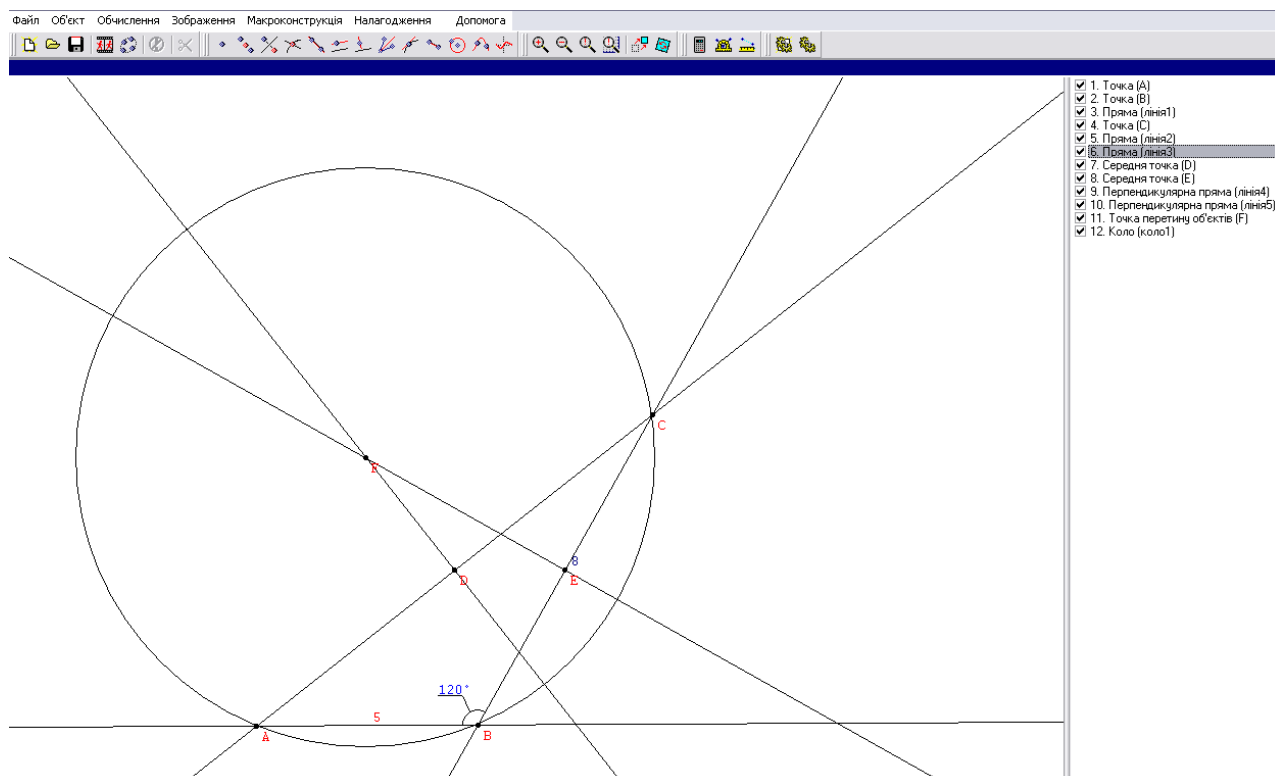 Файл Об'єкт Обчислення Зображення Макроконструкція Налагодження Допомога
1. Точка (A)
2. Точка (B)
3. Пряма (лінія1)
4. Точка (C)
5. Пряма (лінія2)
6. Пряма (лінія3)
7. Середня точка (D)
8. Середня точка (E)
9. Перпендикулярна пряма (лінія4)
10. Перпендикулярна пряма (лінія5)
11. Точка перетину об'єктів (F)
12. Коло (коло1)
C
F
8
D
E
120°
5
A
B